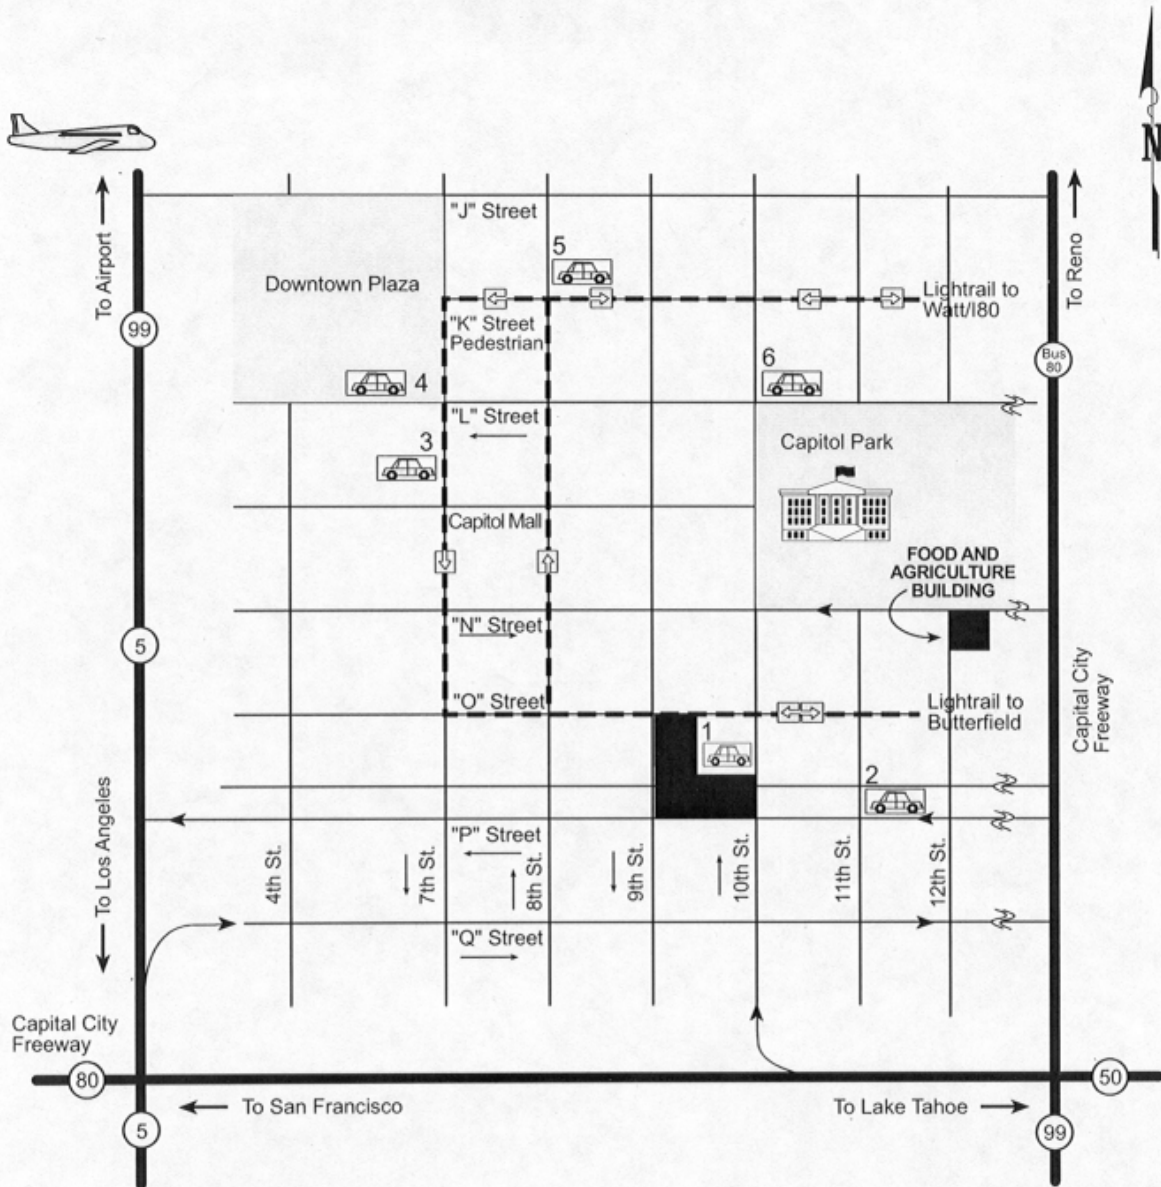 N
To Airport
99
5
To Los Angeles
"J" Street
5
Downtown Plaza
Lightrail to
Watt/I80
"K" Street
Pedestrian
6
4
To Reno
Bus
80
"L" Street
3
Capitol Park
Capitol Mall
FOOD AND
AGRICULTURE
BUILDING
"N" Street
"O" Street
Lightrail to
Butterfield
Capital City
Freeway
1
2
"P" Street
4th St.
7th St.
8th St.
9th St.
10th St.
11th St.
12th St.
"Q" Street
Capital City
Freeway
80
To San Francisco
To Lake Tahoe
50
5
99